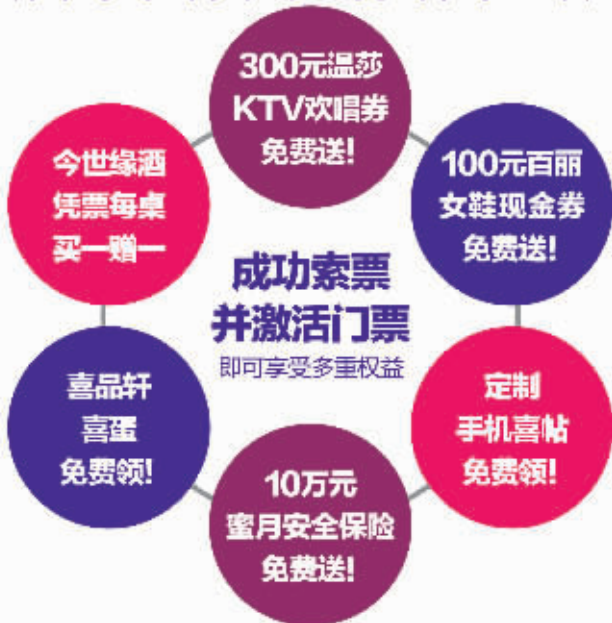 300元温莎
KTV欢唱券
免费送!
100元百丽
女鞋现金券
免费送!
定制
手机喜帖
免费领!
10万元
蜜月安全保险
免费送!
喜品轩
喜蛋
免费领!
今世缘酒
凭票每桌
买一赠一
成功索票
并激活门票
即可享受多重权益